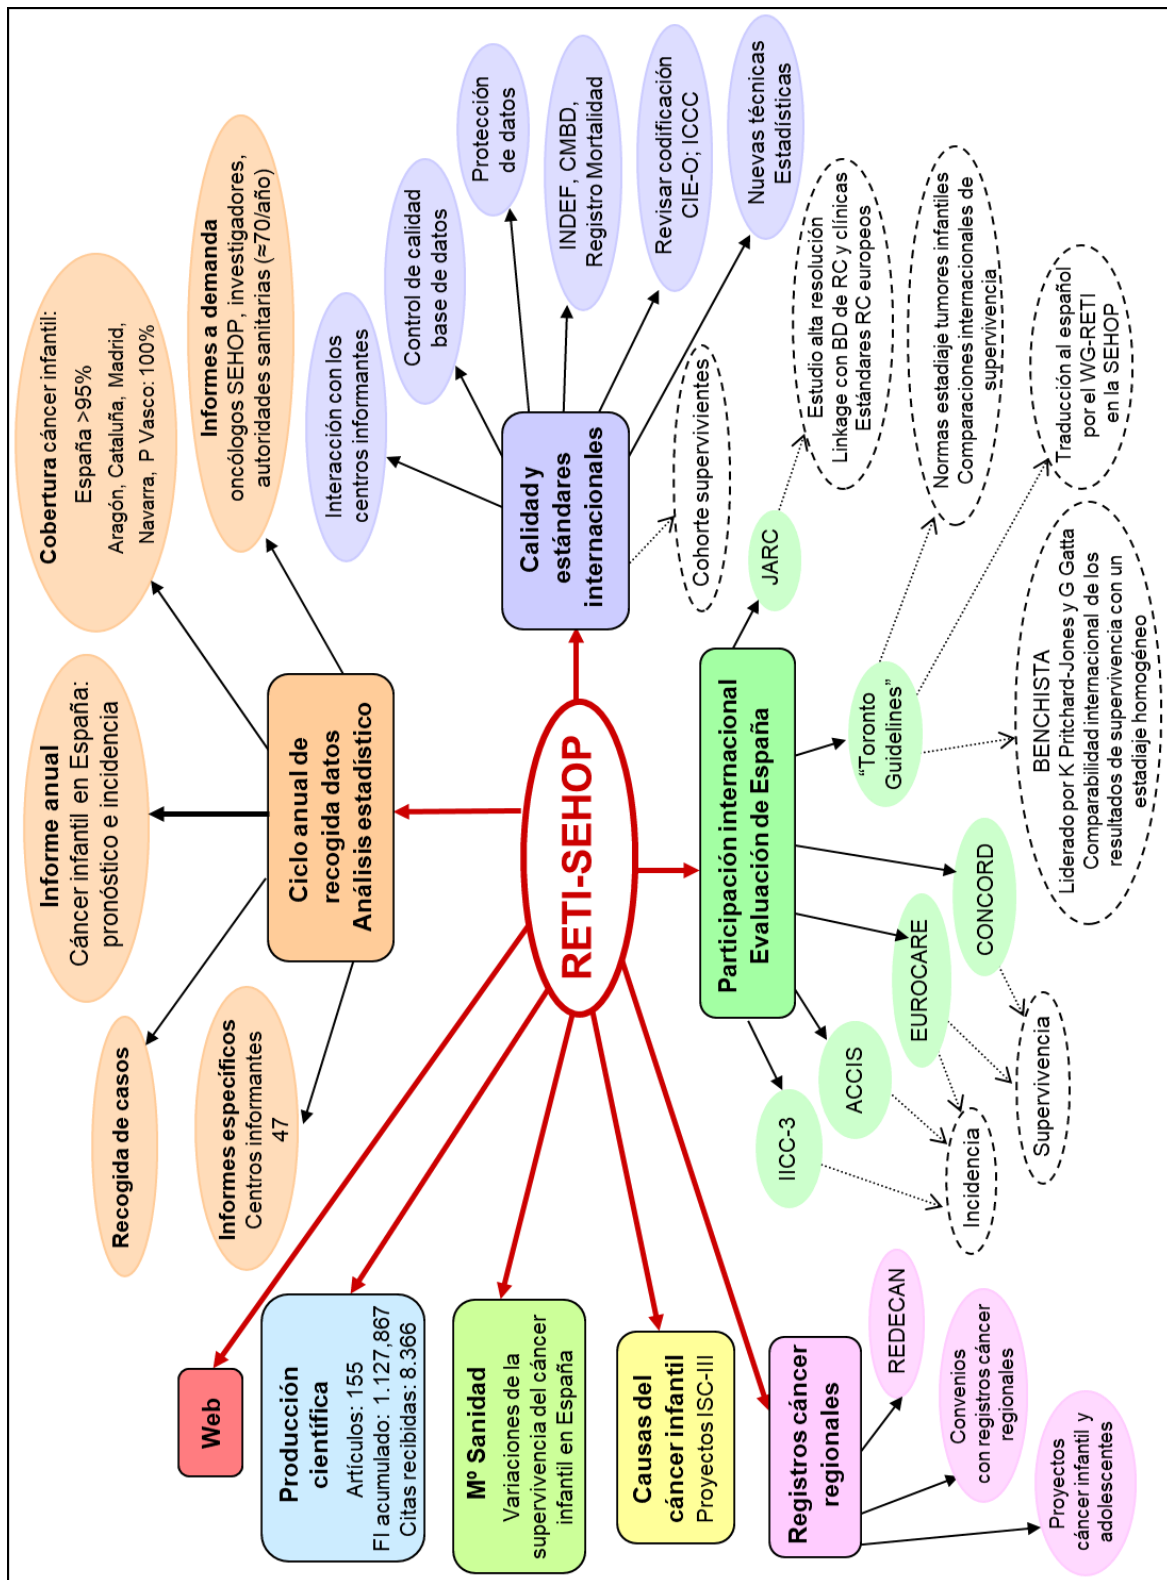 Recogida de casos
Informe anual
Cáncer infantil en España:
pronóstico e incidencia
Cobertura cáncer infantil:
España >95%
Aragón, Cataluña, Madrid,
Navarra, P Vasco: 100%
Informes específicos
Centros informantes
47
Informes a demanda
oncólogos SEHOP, investigadores,
autoridades sanitarias (≈70/año)
Ciclo anual de
recogida datos
Análisis estadístico
Web
Producción
científica
Artículos: 155
FI acumulado: 1.127,867
Citas recibidas: 8.366
Mº Sanidad
Variaciones de la
supervivencia del cáncer
infantil en España
Causas del
cáncer infantil
Proyectos ISC-III
Registros cáncer
regionales
REDECAN
Convenios
con registros cáncer
regionales
Proyectos
cáncer infantil y
adolescentes
RETI-SEHOP
Calidad y
estándares
internacionales
Interacción con los
centros informantes
Control de calidad
base de datos
Protección
de datos
INDEF, CMBD,
Registro Mortalidad
Revisar codificación
CIE-O; ICCC
Nuevas técnicas
Estadísticas
Cohorte supervivientes
Participación internacional
Evaluación de España
IICC-3
ACCIS
EUROCARE
CONCORD
Incidencia
Supervivencia
"Toronto
Guidelines"
JARC
Estudio alta resolución
Linkage con BD de RC y clínicas
Estándares RC europeos
Normas estadiaje tumores infantiles
Comparaciones internacionales de
supervivencia
Traducción al español
por el WG-RETI
en la SEHOP
BENCHISTA
Liderado por K Pritchard-Jones y G Gatta
Comparabilidad internacional de los
resultados de supervivencia con un
estadiaje homogéneo